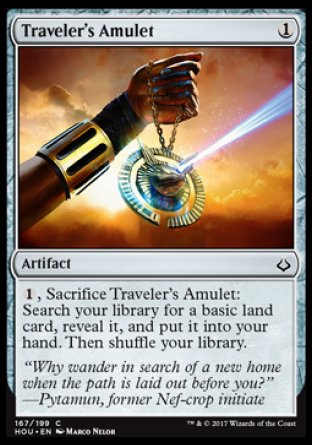 Traveler's Amulet 1
Artifact
1, Sacrifice Traveler's Amulet:
Search your library for a basic land
card, reveal it, and put it into your
hand. Then shuffle your library.
“Why wander in search of a new home
when the path is laid out before you?”
—Pytamun, former Nef-crop initiate
167/199 C
HOU • EN Marco Nelor
™ & © 2017 Wizards of the Coast